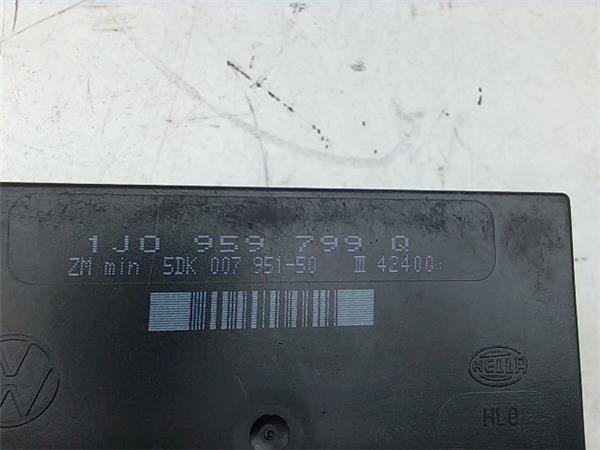 1J0 959 799 Q
ZM min 5DK 007 951-50 III 42400
HELLA
HL0